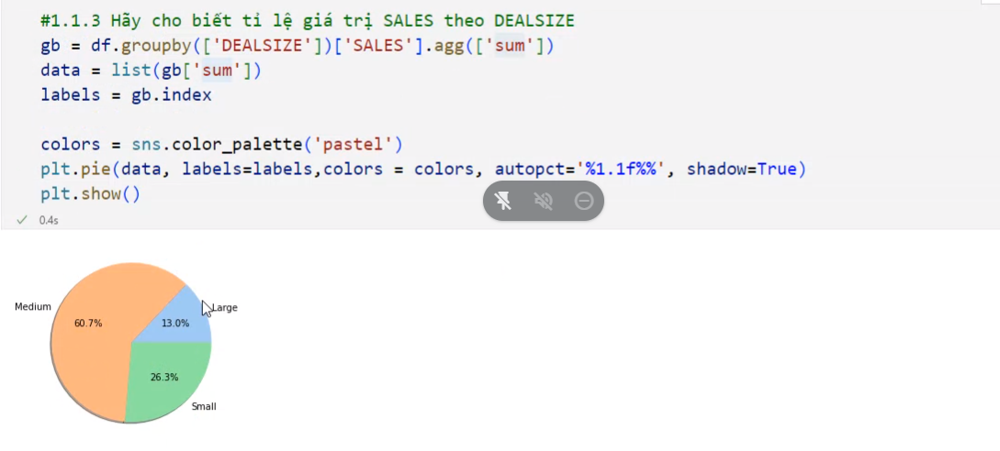 #1.1.3 Hãy cho biết tỉ lệ giá trị SALES theo DEALSIZE
gb = df.groupby(['DEALSIZE'])['SALES'].agg(['sum'])
data = list(gb['sum'])
labels = gb.index
colors = sns.color_palette('pastel')
plt.pie(data, labels=labels,colors = colors, autopct='%1.1f%%', shadow=True)
plt.show()
0.4s
Medium
Large
60.7%
13.0%
26.3%
Small